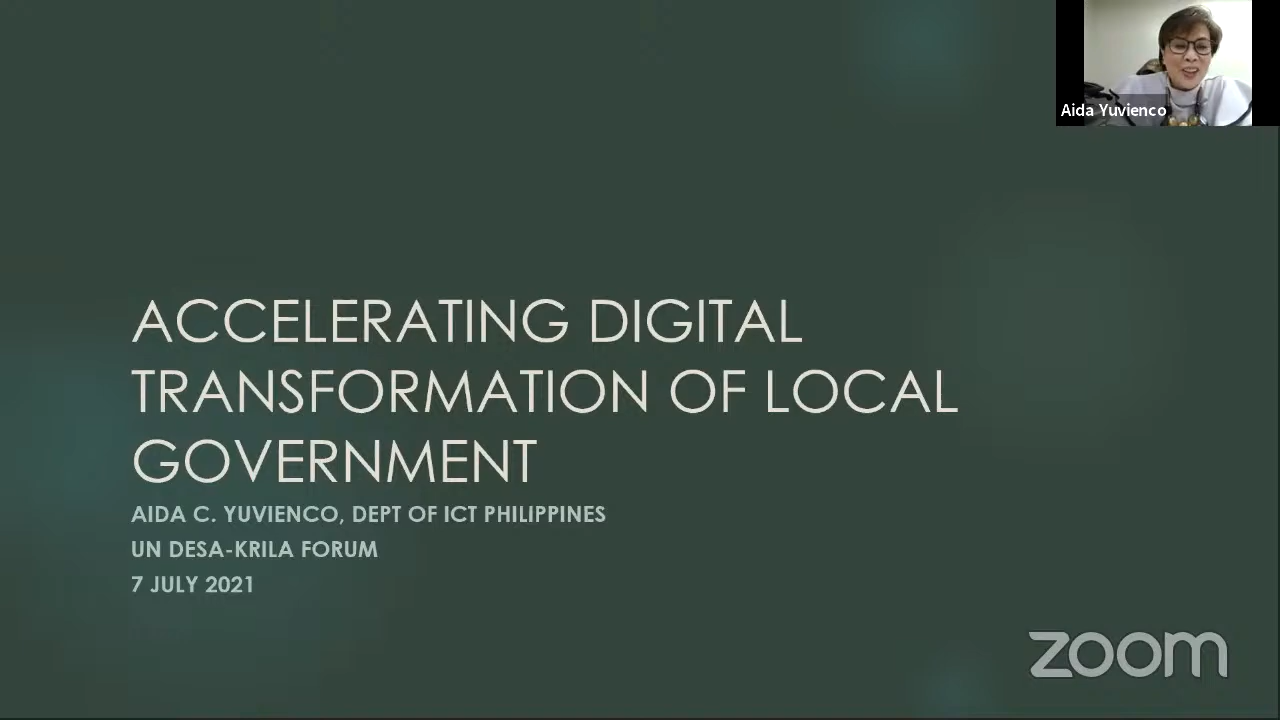 Aida Yuvienco
ACCELERATING DIGITAL
TRANSFORMATION OF LOCAL
GOVERNMENT
AIDA C. YUVIENCO, DEPT OF ICT PHILIPPINES
UN DESA-KRILA FORUM
7 JULY 2021
zoom